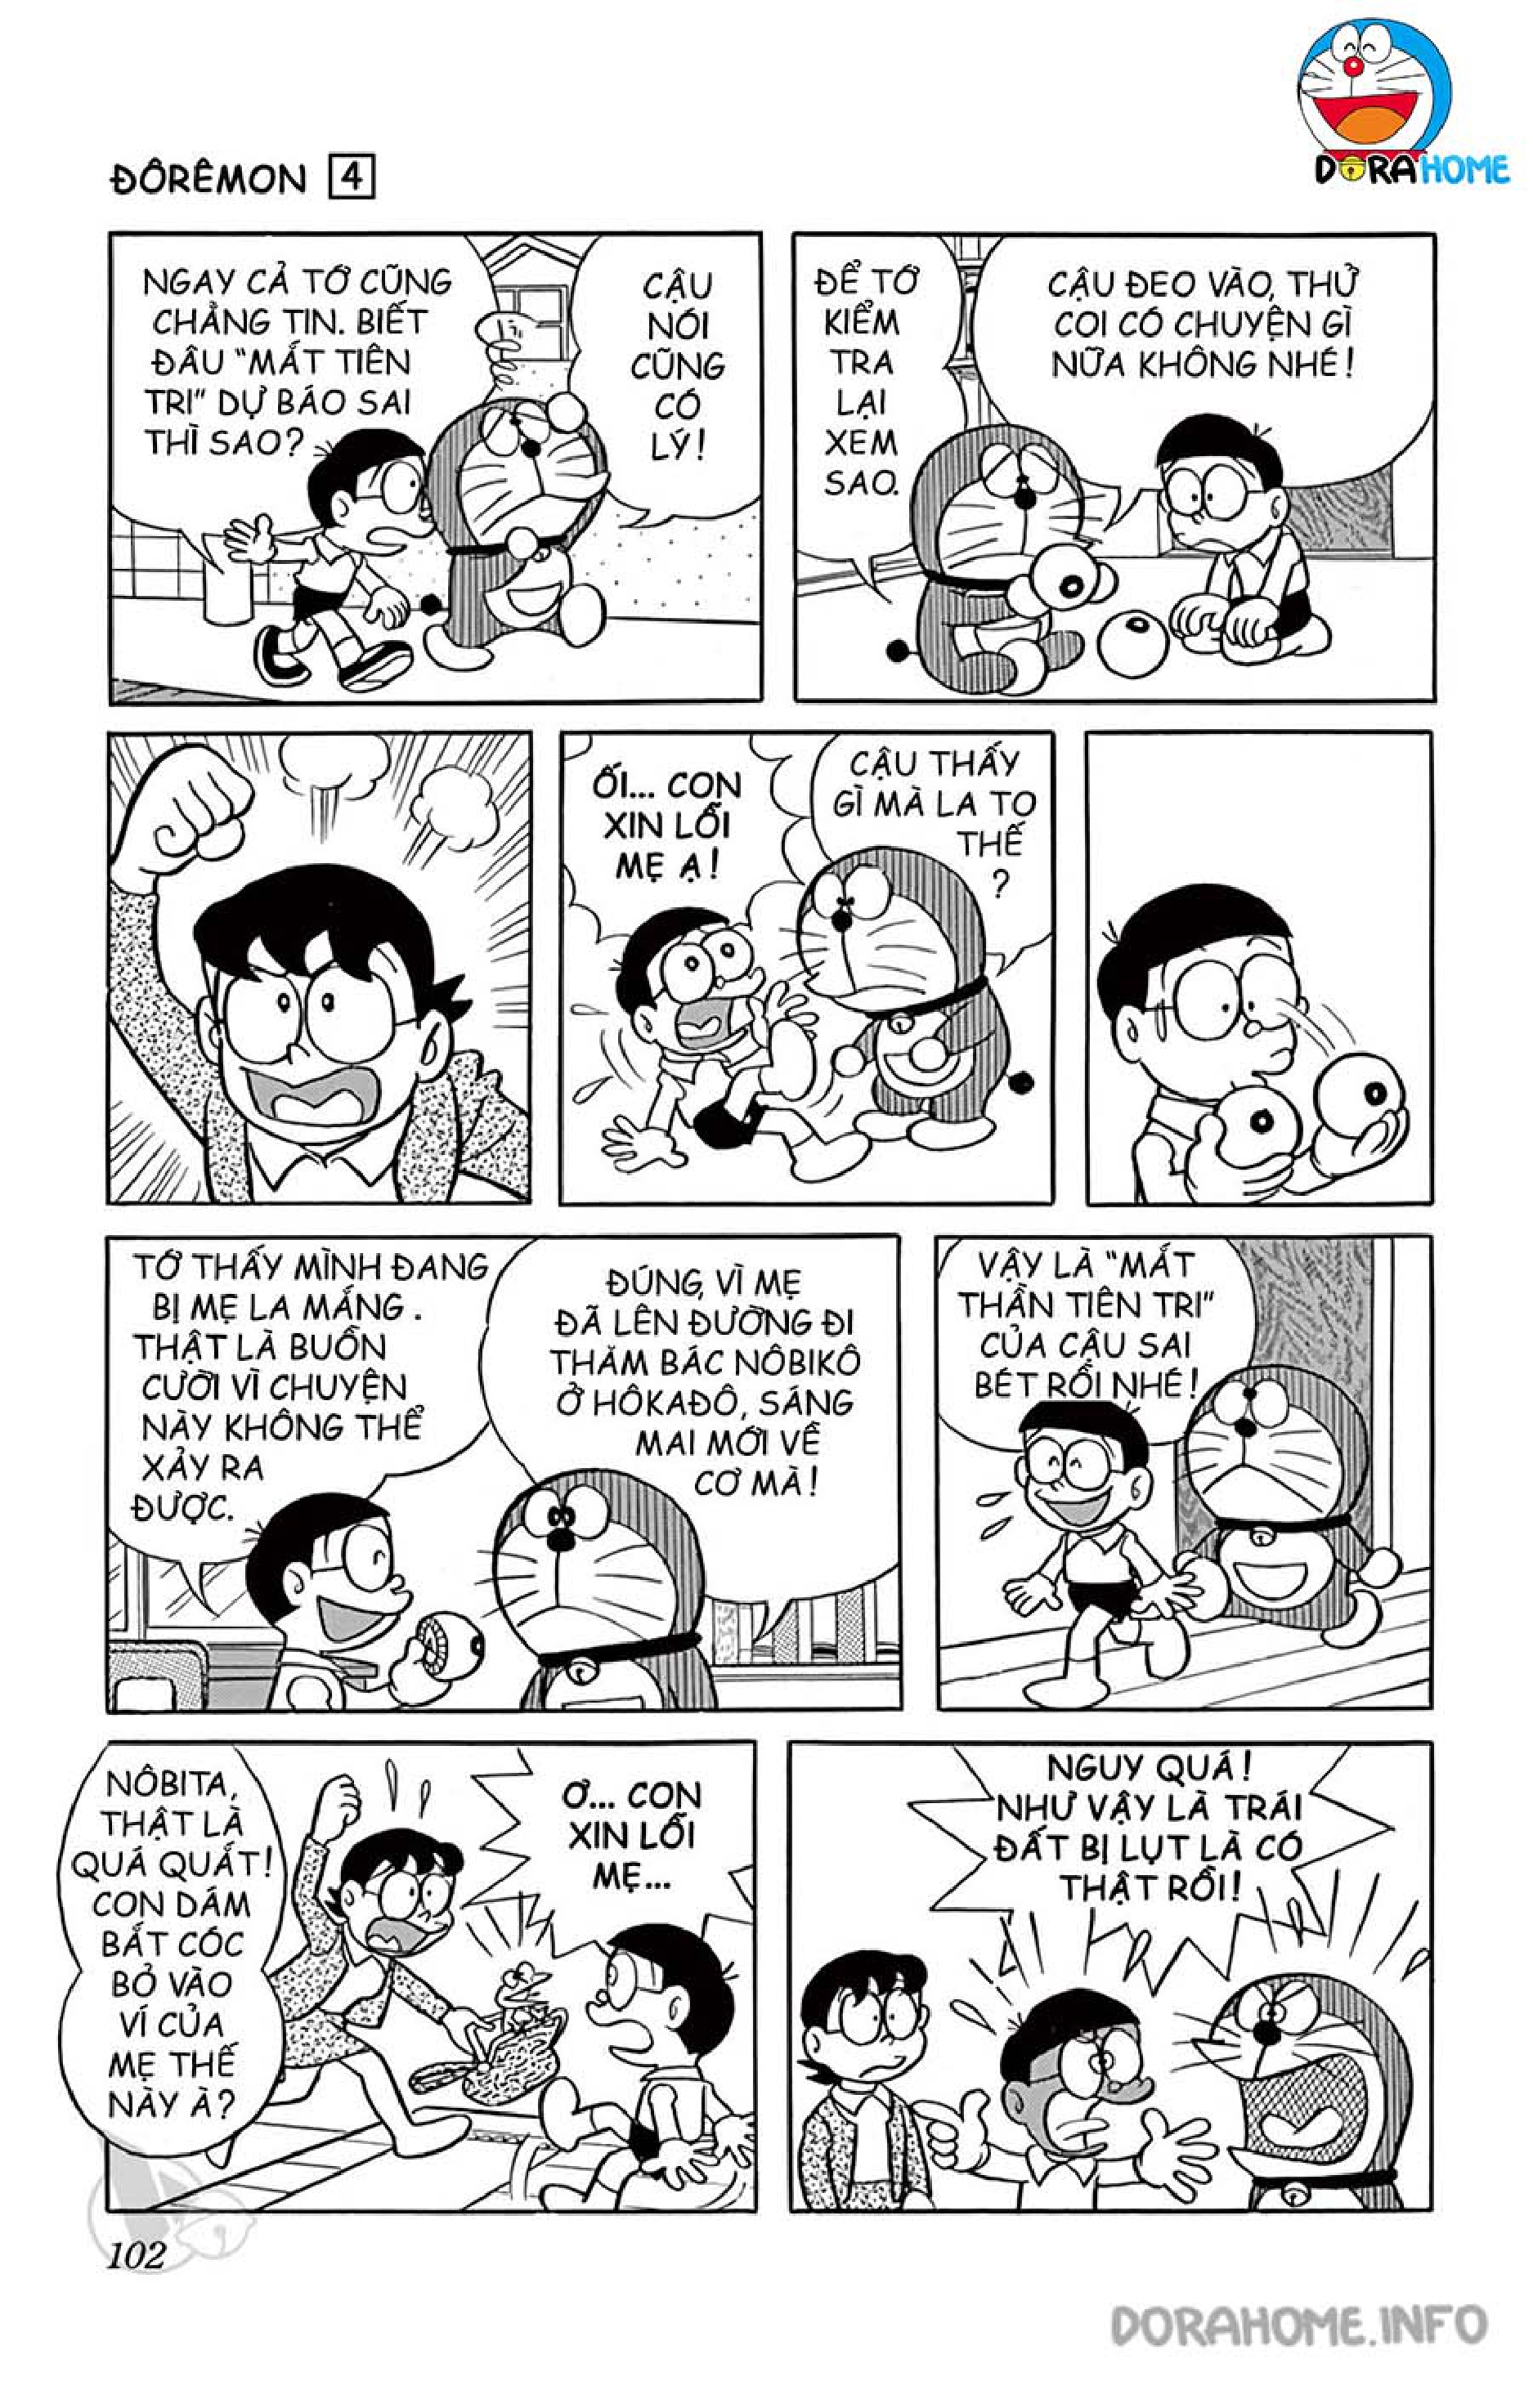 DORAHOME
ĐÔRÊMON 4
NGAY CẢ TỚ CŨNG
CHẲNG TIN. BIẾT
ĐÂU "MẮT TIÊN
TRI" DỰ BÁO SAI
THÌ SAO?
CẬU
NÓI
CŨNG
CÓ
LÝ!
ĐỂ TỚ
KIỂM
TRA
LẠI
XEM
SAO.
CẬU ĐEO VÀO, THỬ
COI CÓ CHUYỆN GÌ
NỮA KHÔNG NHÉ!
ỐI... CON
XIN LỖI
MẸ Ạ!
CẬU THẤY
GÌ MÀ LA TO
THẾ
?
TỚ THẤY MÌNH ĐANG
BỊ MẸ LA MẮNG.
THẬT LÀ BUỒN
CƯỜI VÌ CHUYỆN
NÀY KHÔNG THỂ
XẢY RA
ĐƯỢC.
ĐÚNG, VÌ MẸ
ĐÃ LÊN ĐƯỜNG ĐI
THĂM BÁC NÔBIKÔ
Ở HÔKAĐÔ, SÁNG
MAI MỚI VỀ
CƠ MÀ!
VẬY LÀ "MẮT
THẦN TIÊN TRI"
CỦA CẬU SAI
BÉT RỒI NHÉ!
NÔBITA,
THẬT LÀ
QUÁ QUẮT!
CON DÁM
BẮT CÓC
BỎ VÀO
VÍ CỦA
MẸ THẾ
NÀY À?
Ơ... CON
XIN LỖI
MẸ...
NGUY QUÁ!
NHƯ VẬY LÀ TRÁI
ĐẤT BỊ LỤT LÀ CÓ
THẬT RỒI!
102
DORAHOME.INFO